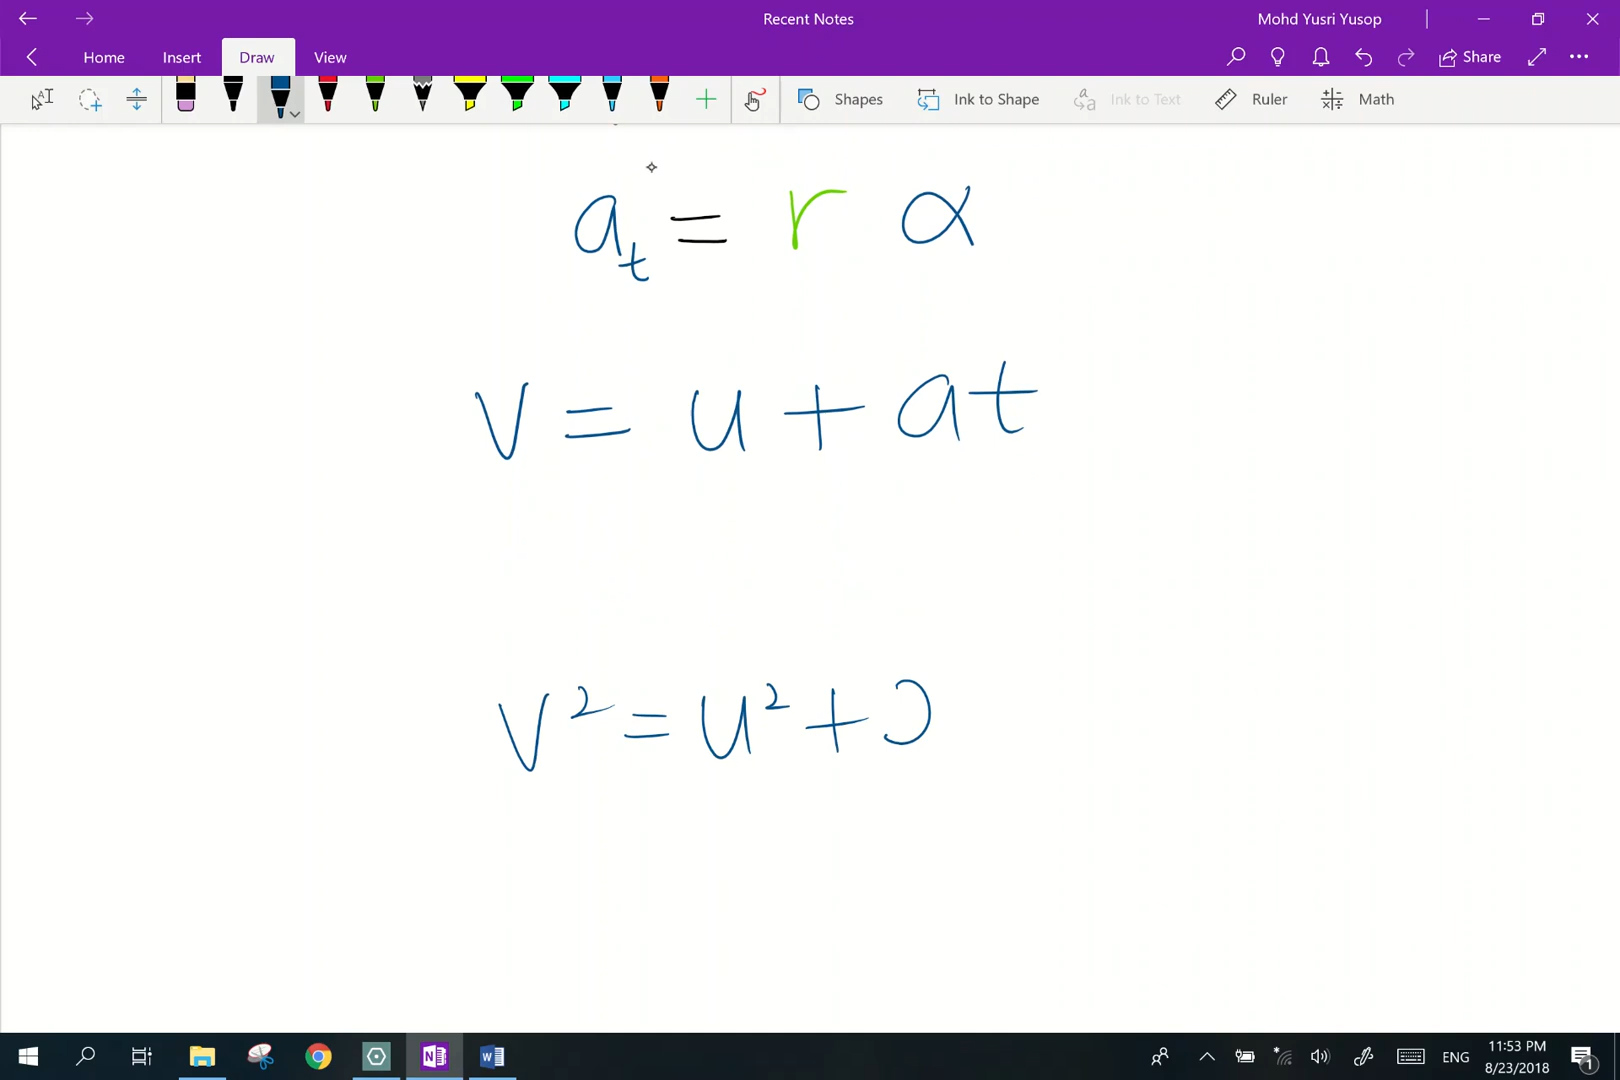 Recent Notes
Mohd Yusri Yusop
Home Insert Draw View
Share
Shapes Ink to Shape Ink to Text Ruler Math
a_t = r α
v = u + at
v² = u² +
ENG
11:53 PM
8/23/2018
1